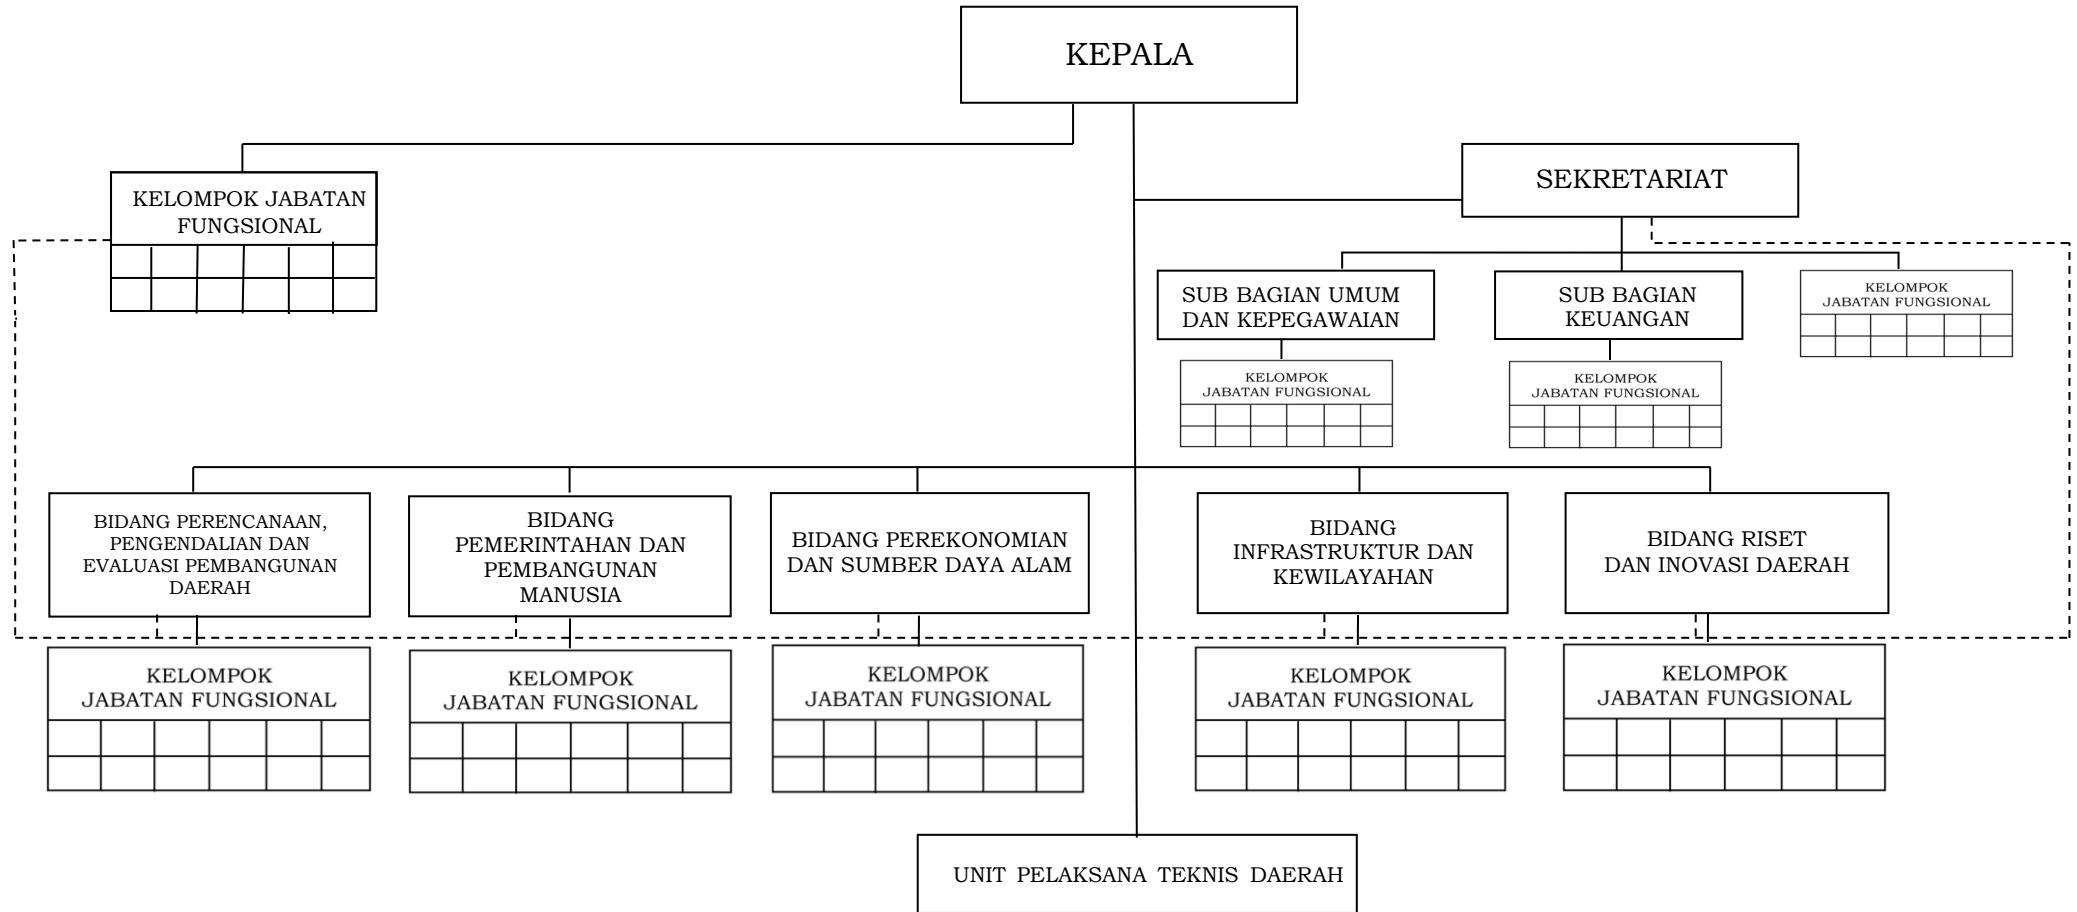 KEPALA
KELOMPOK JABATAN
FUNGSIONAL
SEKRETARIAT
SUB BAGIAN UMUM
DAN KEPEGAWAIAN
SUB BAGIAN
KEUANGAN
KELOMPOK
JABATAN FUNGSIONAL
KELOMPOK
JABATAN FUNGSIONAL
KELOMPOK
JABATAN FUNGSIONAL
BIDANG PERENCANAAN,
PENGENDALIAN DAN
EVALUASI PEMBANGUNAN
DAERAH
BIDANG
PEMERINTAHAN DAN
PEMBANGUNAN
MANUSIA
BIDANG PEREKONOMIAN
DAN SUMBER DAYA ALAM
BIDANG
INFRASTRUKTUR DAN
KEWILAYAHAN
BIDANG RISET
DAN INOVASI DAERAH
KELOMPOK
JABATAN FUNGSIONAL
KELOMPOK
JABATAN FUNGSIONAL
KELOMPOK
JABATAN FUNGSIONAL
KELOMPOK
JABATAN FUNGSIONAL
KELOMPOK
JABATAN FUNGSIONAL
UNIT PELAKSANA TEKNIS DAERAH